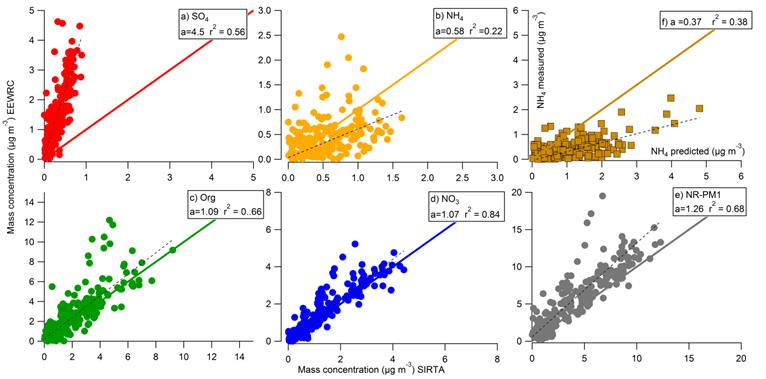 a) SO4
a=4.5 r2 = 0.56
b) NH4
a=0.58 r2=0.22
f) a =0.37 r2 = 0.38
5
4
3
2
1
0
0 1 2 3 4 5
2.5
2.0
1.5
1.0
0.5
0.0
0.0 1.0 2.0 3.0
6
5
4
3
2
1
0
0 1 2 3 4 5 6
NH4 measured (µg m-3)
NH4 predicted (µg m-3)
Mass concentration (µg m-3) EEWRC
c) Org
a=1.09 r2 = 0..66
d) NO3
a=1.07 r2 = 0.84
e) NR-PM1
a=1.26 r2 = 0.68
14
12
10
8
6
4
2
0
0 2 4 6 8 10 12 14
8
6
4
2
0
0 2 4 6 8
20
15
10
5
0
0 5 10 15 20
Mass concentration (µg m-3) SIRTA